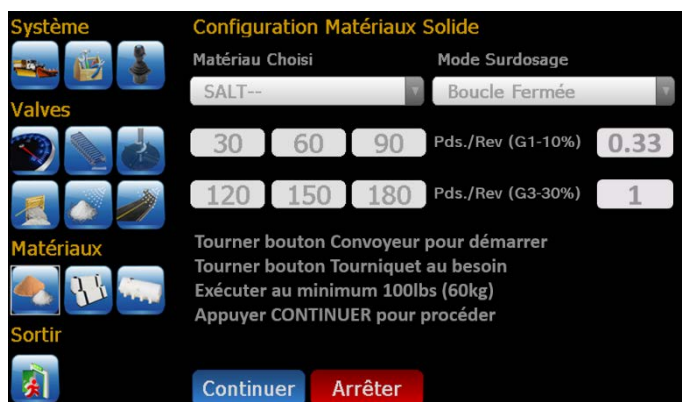 Système
Configuration Matériaux Solide
Matériau Choisi
Mode Surdosage
SALT--
Boucle Fermée
Valves
30
60
90
Pds./Rev (G1-10%)
0.33
120
150
180
Pds./Rev (G3-30%)
1
Matériaux
Tourner bouton Convoyeur pour démarrer
Tourner bouton Tourniquet au besoin
Exécuter au minimum 100lbs (60kg)
Appuyer CONTINUER pour procéder
Sortir
Continuer
Arrêter